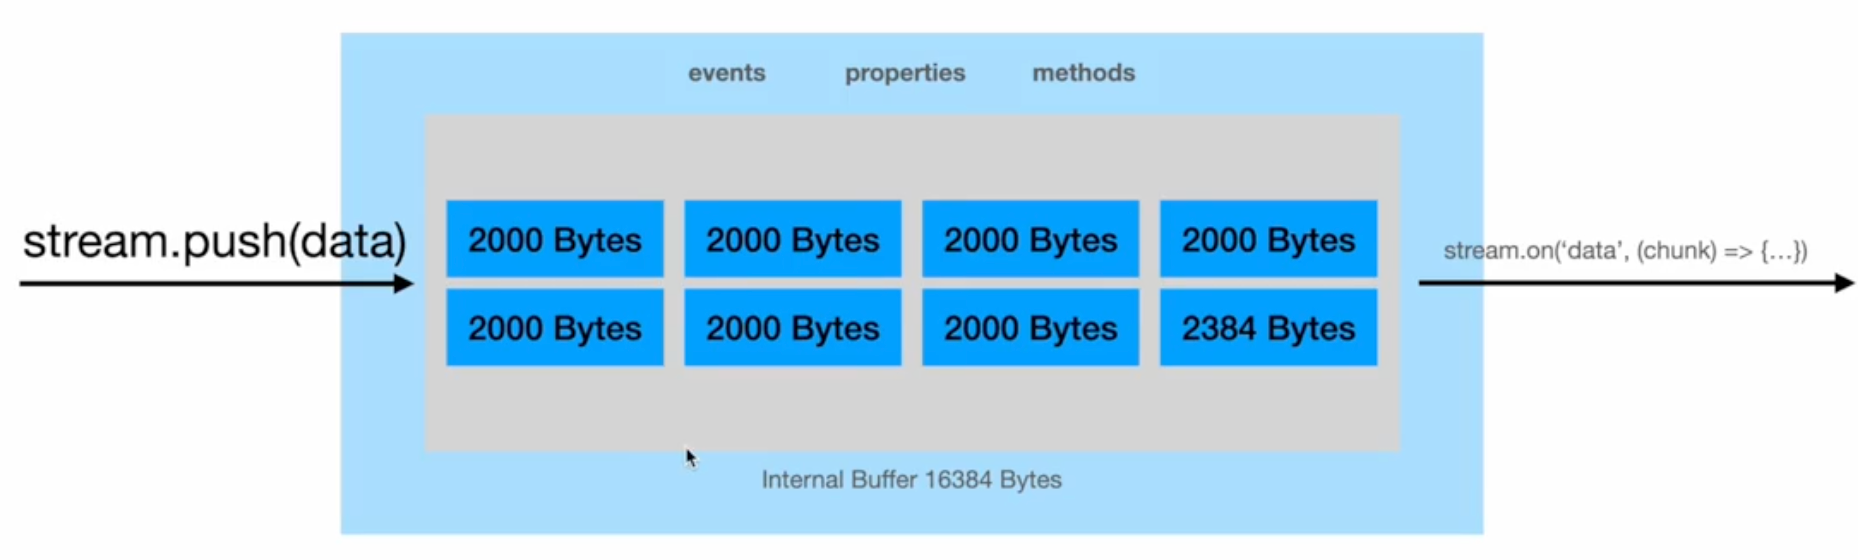 events properties methods
stream.push(data)
2000 Bytes 2000 Bytes 2000 Bytes 2000 Bytes
2000 Bytes 2000 Bytes 2000 Bytes 2384 Bytes
stream.on(‘data’, (chunk) => {...})
Internal Buffer 16384 Bytes